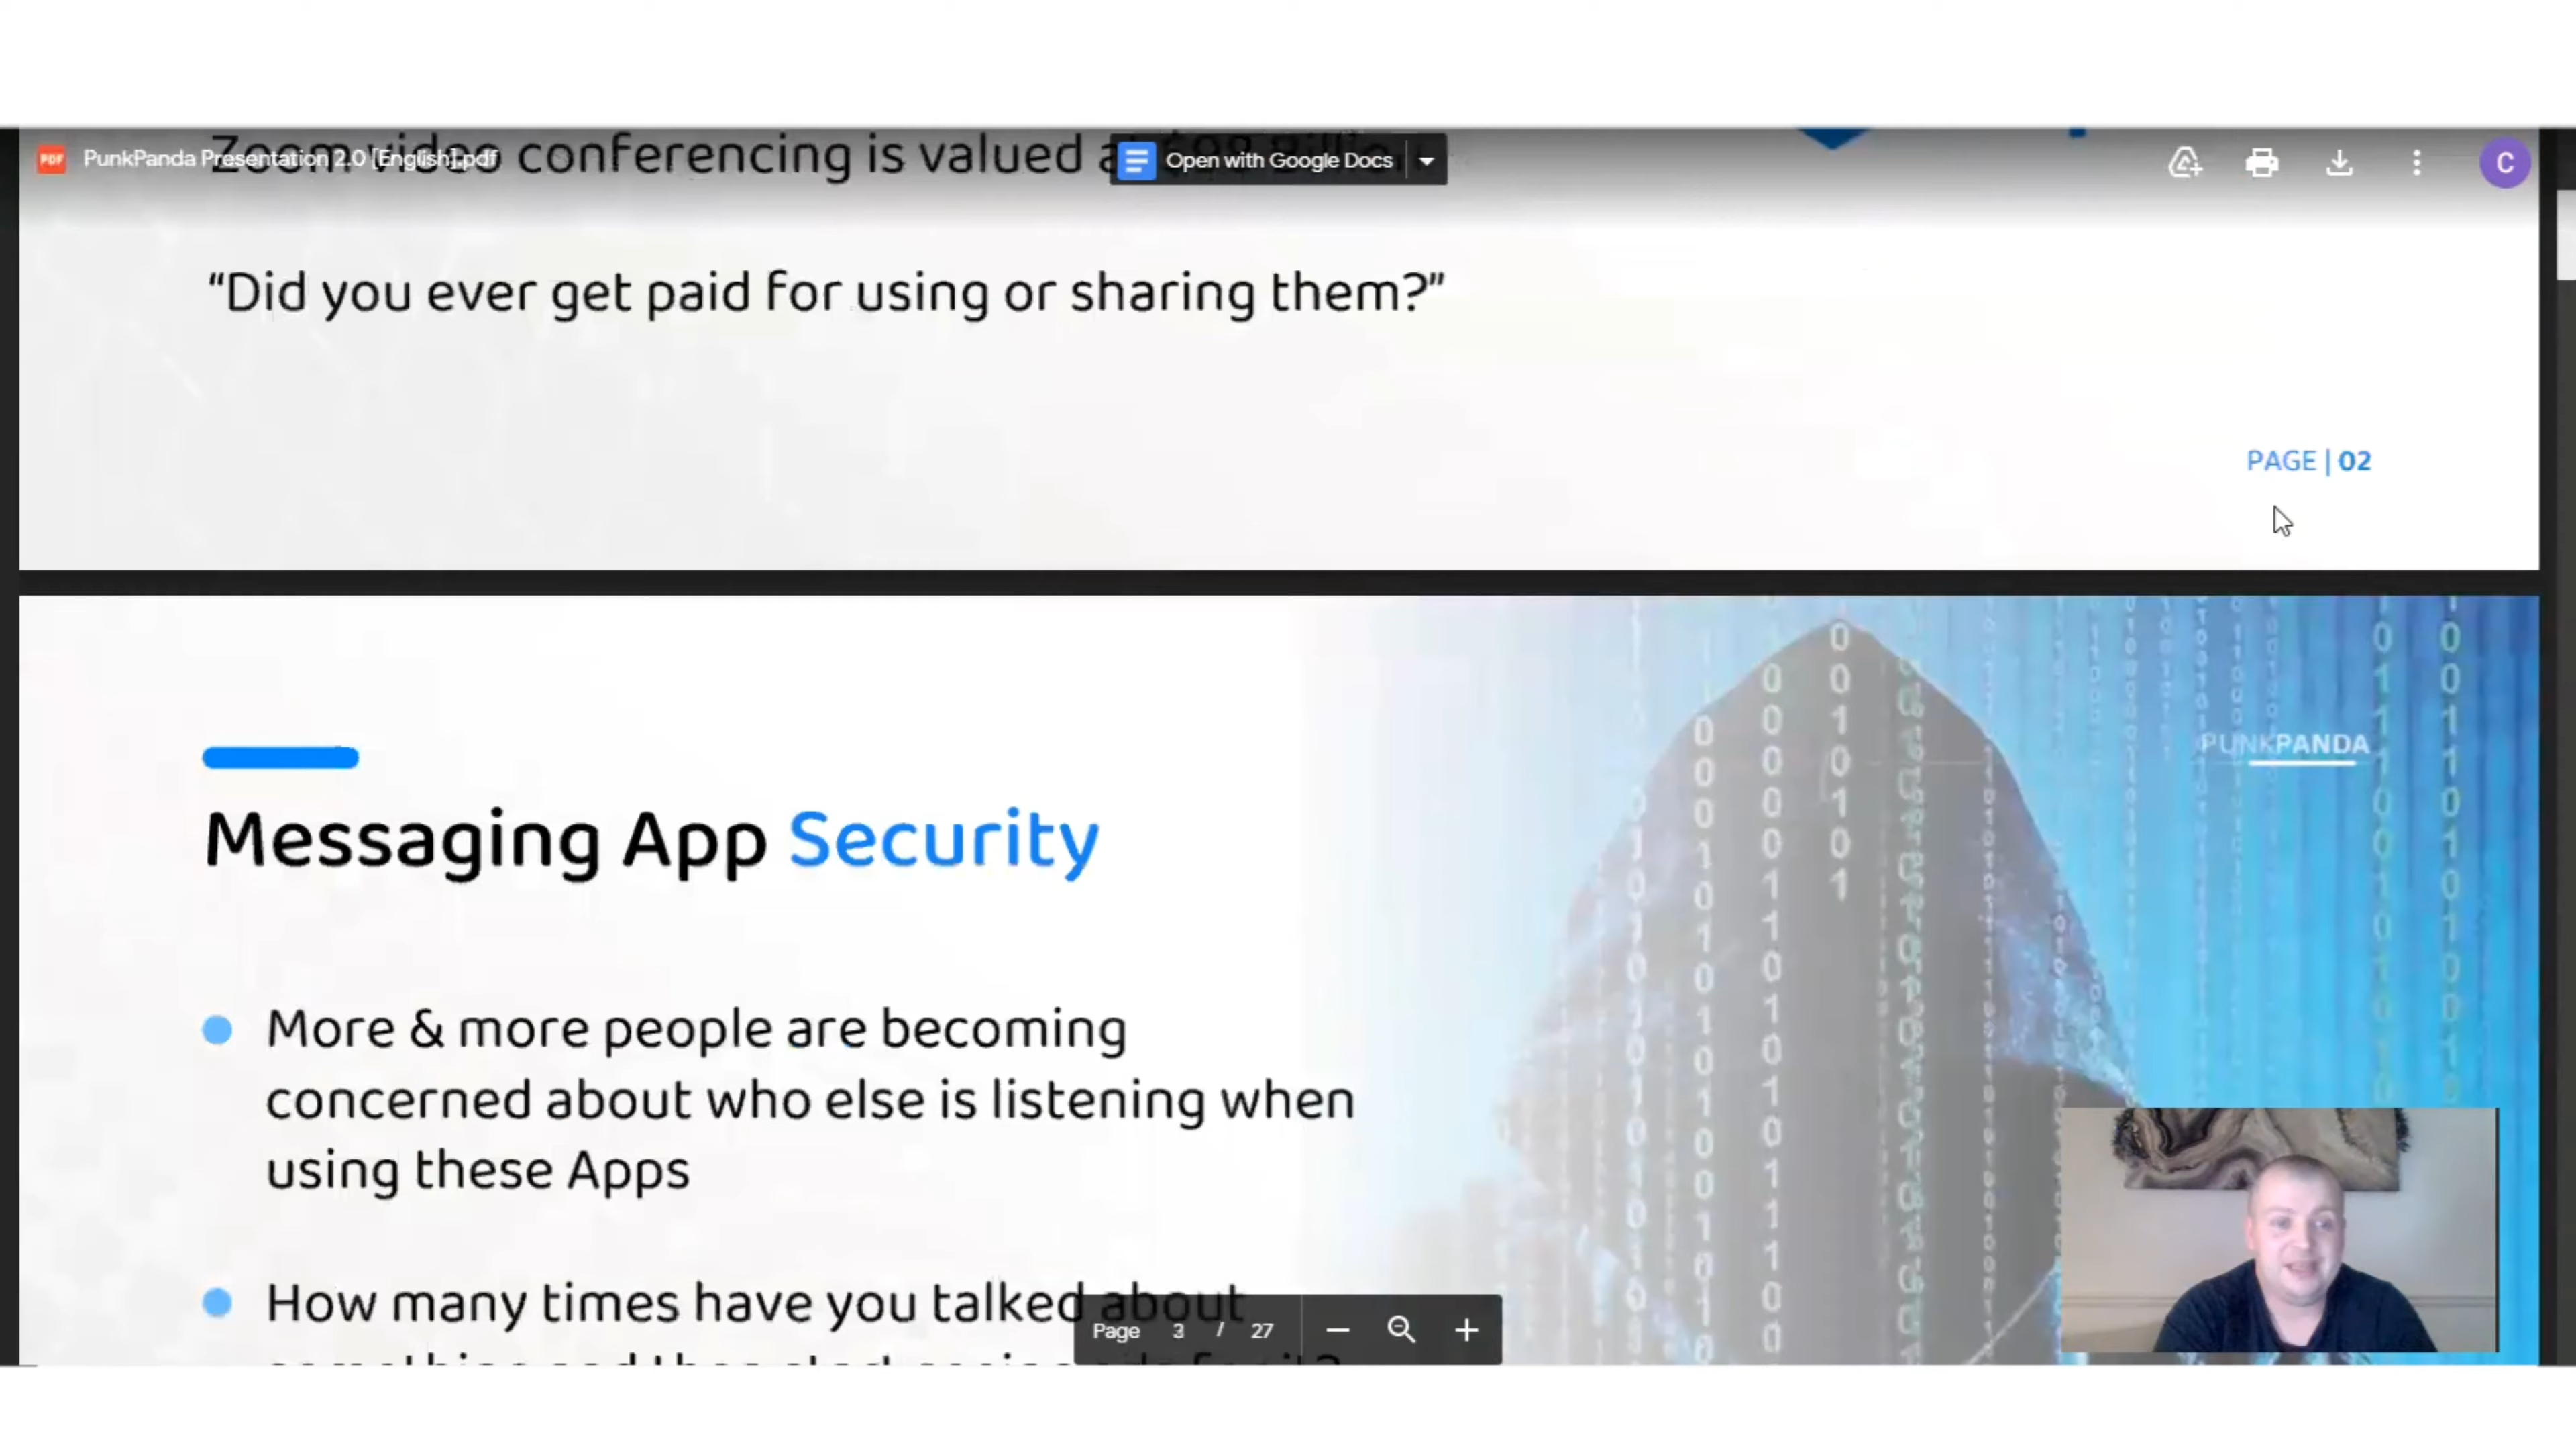 Zoom video conferencing is valued
PunkPanda Presentation 2.0 [English].pdf
Open with Google Docs
C
“Did you ever get paid for using or sharing them?”
PAGE | 02
PUNKPANDA
Messaging App Security
More & more people are becoming
concerned about who else is listening when
using these Apps
How many times have you talked about
Page 3 / 27